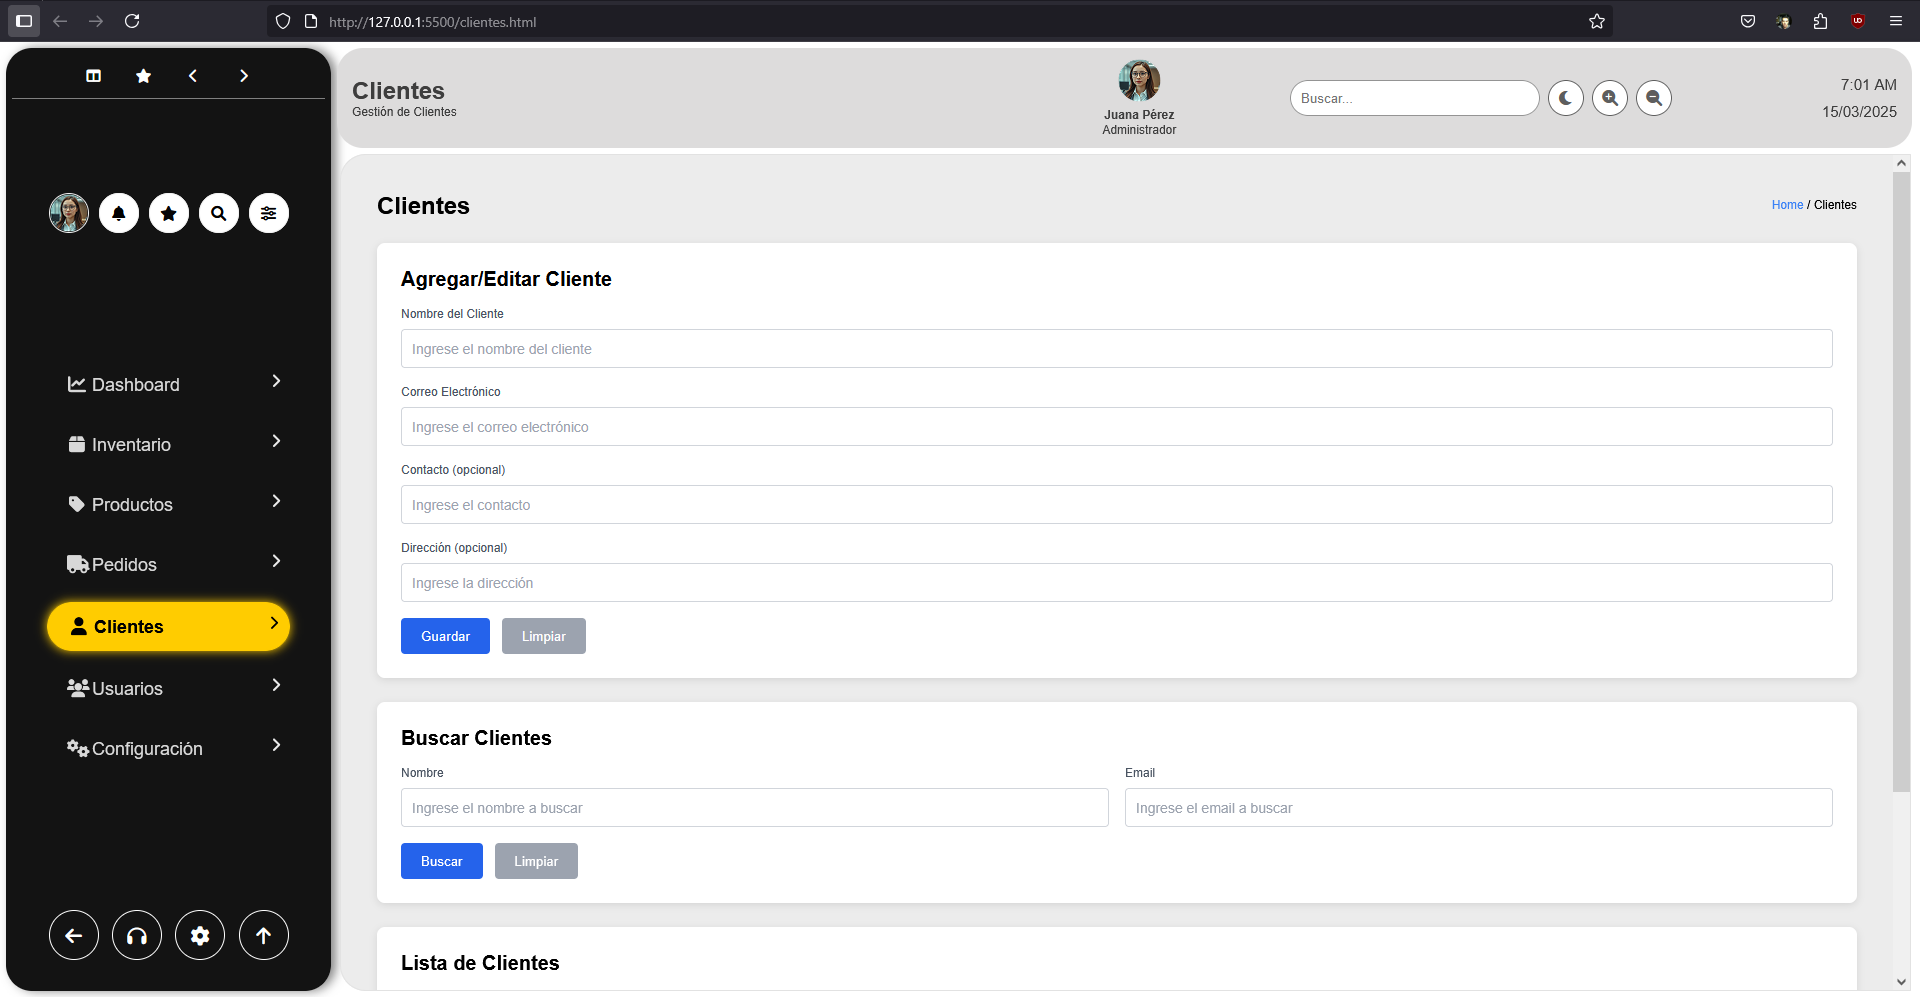 http://127.0.0.1:5500/clientes.html
Clientes
Gestión de Clientes
Juana Pérez
Administrador
Buscar...
7:01 AM
15/03/2025
Dashboard
Inventario
Productos
Pedidos
Clientes
Usuarios
Configuración
Clientes
Home / Clientes
Agregar/Editar Cliente
Nombre del Cliente
Ingrese el nombre del cliente
Correo Electrónico
Ingrese el correo electrónico
Contacto (opcional)
Ingrese el contacto
Dirección (opcional)
Ingrese la dirección
Guardar Limpiar
Buscar Clientes
Nombre Email
Ingrese el nombre a buscar Ingrese el email a buscar
Buscar Limpiar
Lista de Clientes